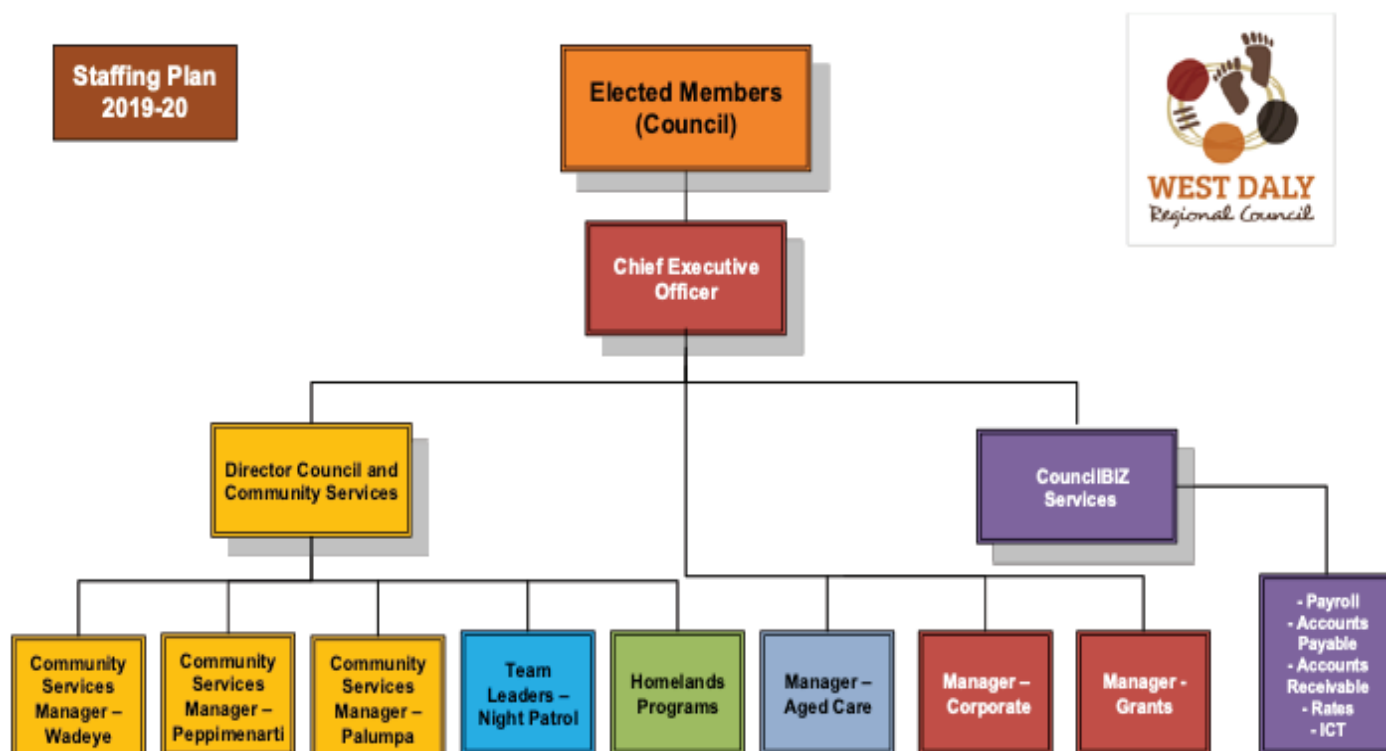 Staffing Plan
2019-20
Elected Members
(Council)
WEST DALY
Regional Council
Chief Executive
Officer
Director Council and
Community Services
CouncilBIZ
Services
Community
Services
Manager –
Wadeye
Community
Services
Manager –
Peppimenarti
Community
Services
Manager –
Palumpa
Team
Leaders –
Night Patrol
Homelands
Programs
Manager –
Aged Care
Manager –
Corporate
Manager -
Grants
- Payroll
- Accounts
Payable
- Accounts
Receivable
- Rates
- ICT